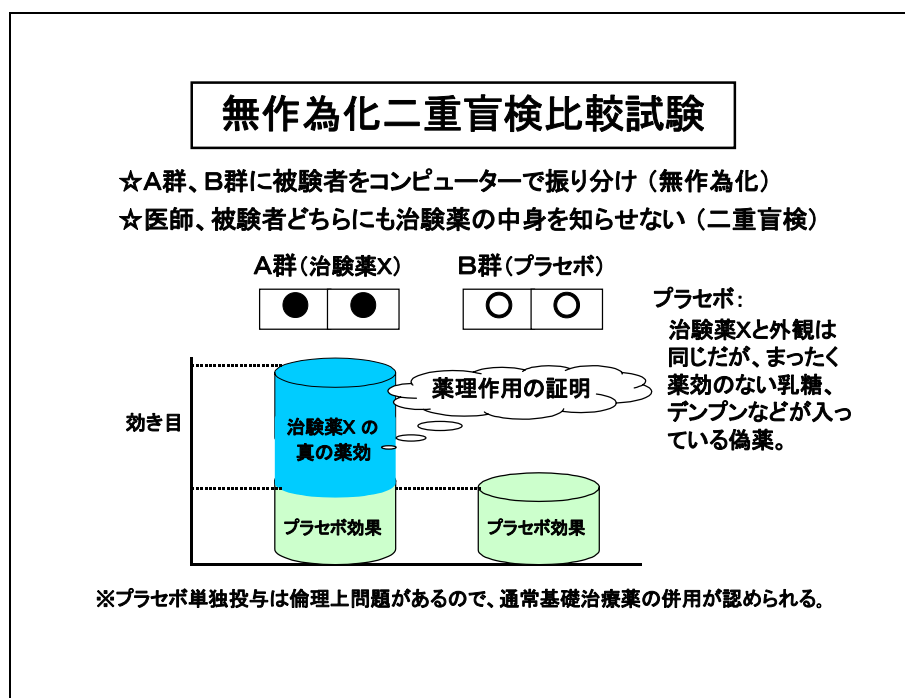 無作為化二重盲検比較試験
☆A群、B群に被験者をコンピューターで振り分け（無作為化）
☆医師、被験者どちらにも治験薬の中身を知らせない（二重盲検）
A群（治験薬X）
B群（プラセボ）
プラセボ：
治験薬Xと外観は
同じだが、まったく
薬効のない乳糖、
デンプンなどが入っ
ている偽薬。
効き目
薬理作用の証明
治験薬X の
真の薬効
プラセボ効果
プラセボ効果
※プラセボ単独投与は倫理上問題があるので、通常基礎治療薬の併用が認められる。